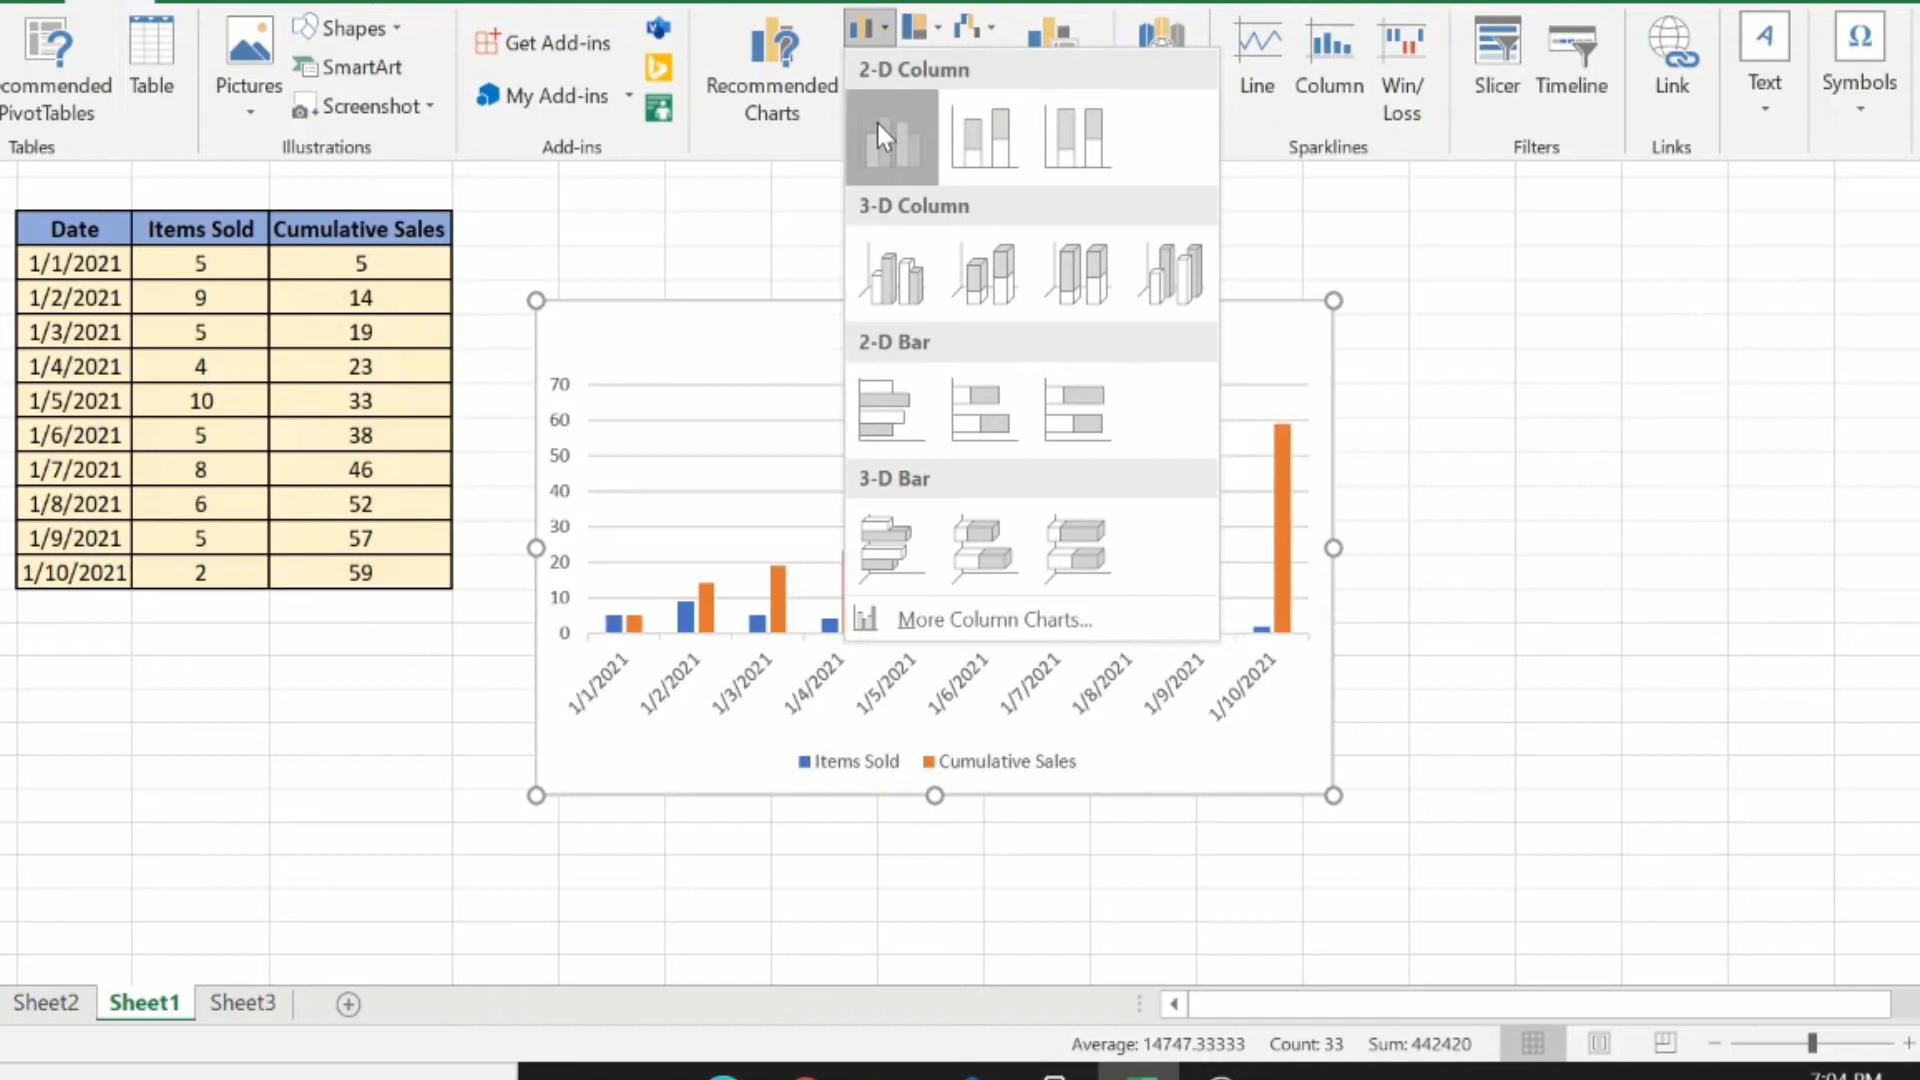 commended
PivotTables
Table
Tables
Pictures
Shapes
SmartArt
Screenshot
Illustrations
Get Add-ins
My Add-ins
Add-ins
Recommended
Charts
2-D Column
3-D Column
2-D Bar
3-D Bar
More Column Charts...
Line
Column
Win/
Loss
Sparklines
Slicer
Timeline
Filters
Link
Links
Text
Symbols
Date Items Sold Cumulative Sales
1/1/2021 5 5
1/2/2021 9 14
1/3/2021 5 19
1/4/2021 4 23
1/5/2021 10 33
1/6/2021 5 38
1/7/2021 8 46
1/8/2021 6 52
1/9/2021 5 57
1/10/2021 2 59
70
60
50
40
30
20
10
0
1/1/2021 1/2/2021 1/3/2021 1/4/2021 1/5/2021 1/6/2021 1/7/2021 1/8/2021 1/9/2021 1/10/2021
Items Sold Cumulative Sales
Sheet2 Sheet1 Sheet3
Average: 14747.33333 Count: 33 Sum: 442420
7:04 PM